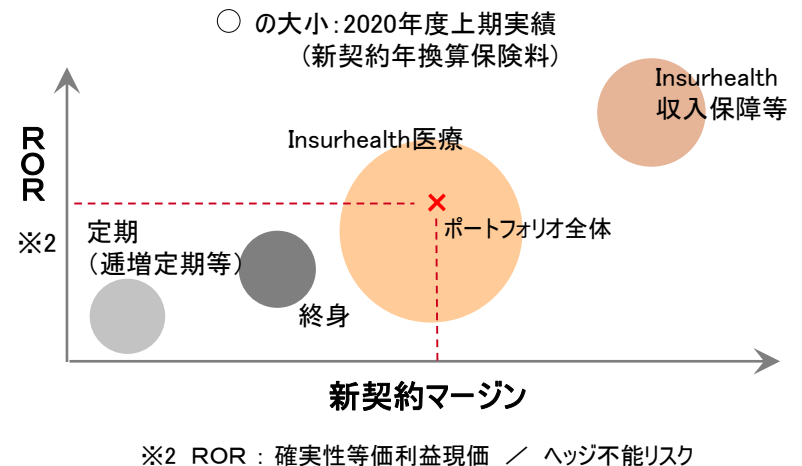 ○ の大小：2020年度上期実績
（新契約年換算保険料）
Insurhealth
収入保障等
Insurhealth医療
ROR
※2
定期
（逓増定期等）
ポートフォリオ全体
終身
新契約マージン
※2 ROR：確実性等価利益現価 ／ ヘッジ不能リスク